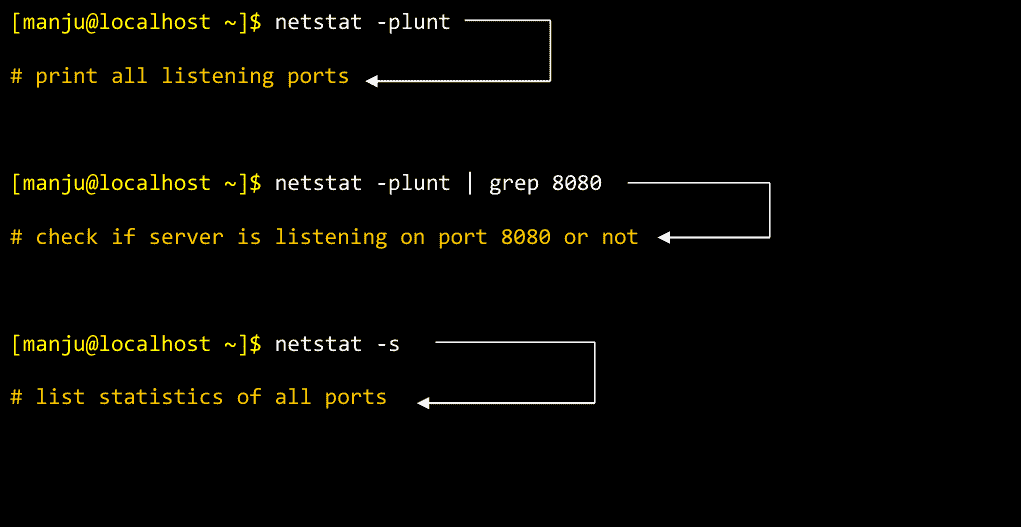 [manju@localhost ~]$ netstat -plunt
# print all listening ports
[manju@localhost ~]$ netstat -plunt | grep 8080
# check if server is listening on port 8080 or not
[manju@localhost ~]$ netstat -s
# list statistics of all ports